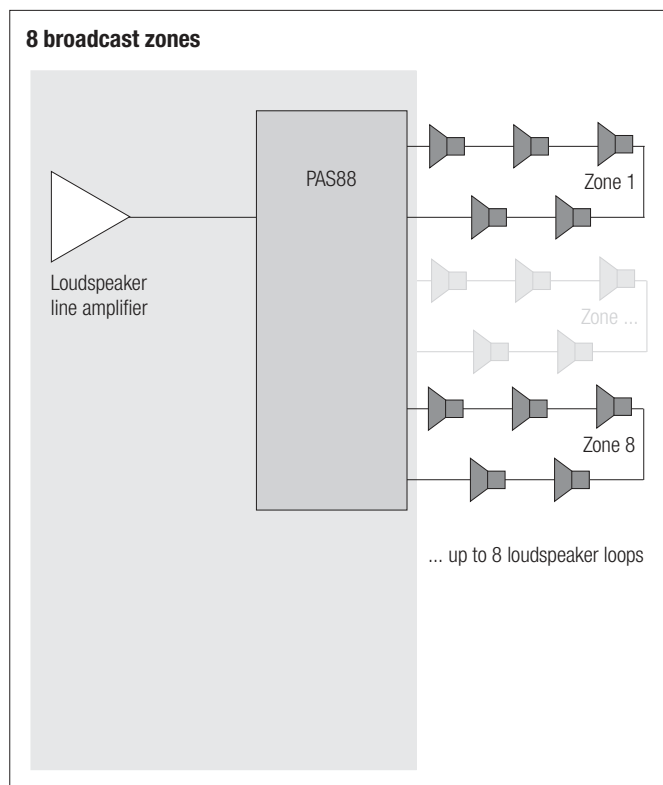 8 broadcast zones
PAS88
Zone 1
Loudspeaker
line amplifier
Zone ...
Zone 8
... up to 8 loudspeaker loops